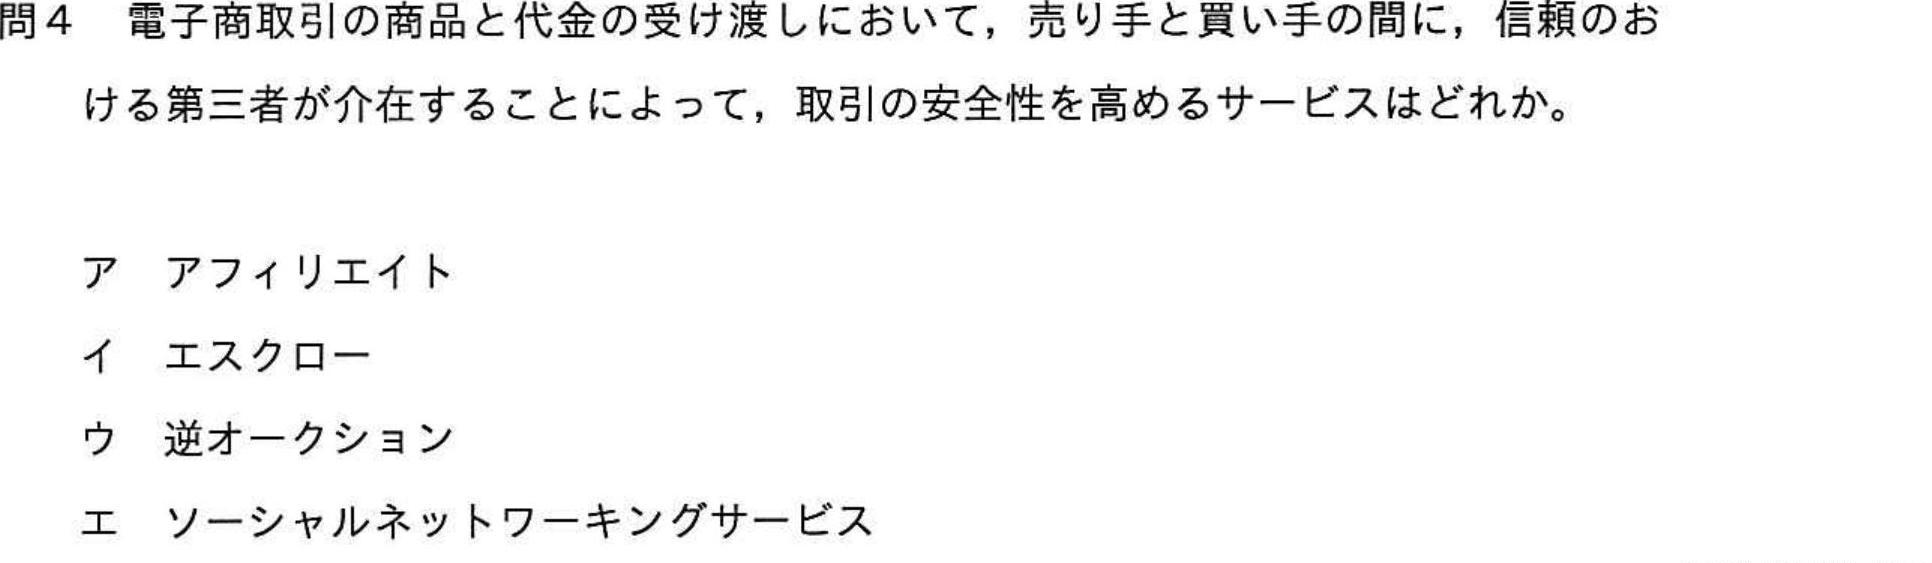 問4 電子商取引の商品と代金の受け渡しにおいて，売り手と買い手の間に，信頼のお
ける第三者が介在することによって，取引の安全性を高めるサービスはどれか。
ア アフィリエイト
イ エスクロー
ウ 逆オークション
エ ソーシャルネットワーキングサービス